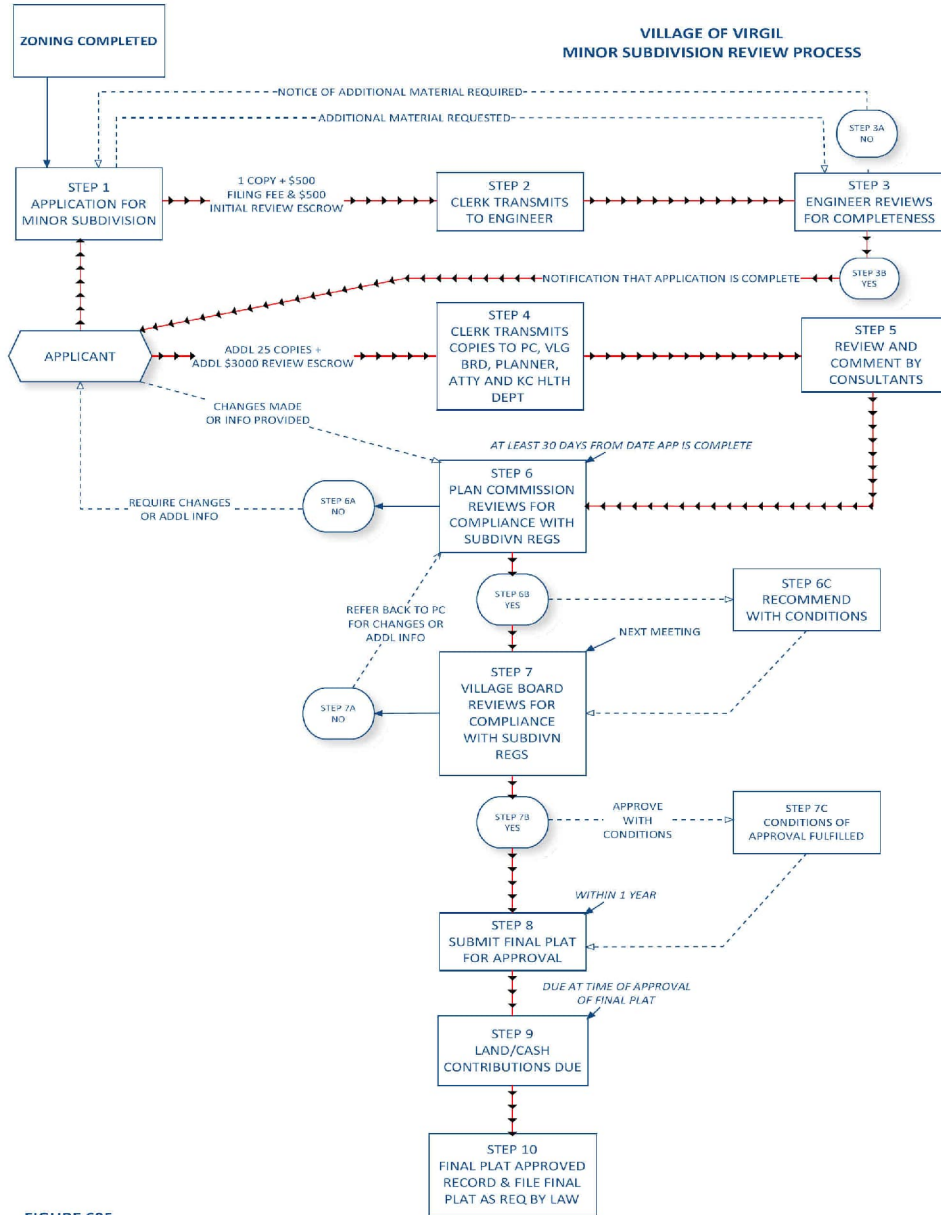 ZONING COMPLETED
VILLAGE OF VIRGIL
MINOR SUBDIVISION REVIEW PROCESS
NOTICE OF ADDITIONAL MATERIAL REQUIRED
ADDITIONAL MATERIAL REQUESTED
STEP 3A
NO
STEP 1
APPLICATION FOR
MINOR SUBDIVISION
1 COPY + $500
FILING FEE & $500
INITIAL REVIEW ESCROW
STEP 2
CLERK TRANSMITS
TO ENGINEER
STEP 3
ENGINEER REVIEWS
FOR COMPLETENESS
NOTIFICATION THAT APPLICATION IS COMPLETE
STEP 3B
YES
APPLICANT
ADDL 25 COPIES +
ADDL $3000 REVIEW ESCROW
STEP 4
CLERK TRANSMITS
COPIES TO PC, VLG
BRD, PLANNER,
ATTY AND KC HLTH
DEPT
STEP 5
REVIEW AND
COMMENT BY
CONSULTANTS
CHANGES MADE
OR INFO PROVIDED
AT LEAST 30 DAYS FROM DATE APP IS COMPLETE
REQUIRE CHANGES
OR ADDL INFO
STEP 6A
NO
STEP 6
PLAN COMMISSION
REVIEWS FOR
COMPLIANCE WITH
SUBDIVN REGS
REFER BACK TO PC
FOR CHANGES OR
ADDL INFO
STEP 6B
YES
STEP 6C
RECOMMEND
WITH CONDITIONS
NEXT MEETING
STEP 7A
NO
STEP 7
VILLAGE BOARD
REVIEWS FOR
COMPLIANCE
WITH SUBDIVN
REGS
STEP 7B
YES
APPROVE
WITH
CONDITIONS
STEP 7C
CONDITIONS OF
APPROVAL FULFILLED
WITHIN 1 YEAR
STEP 8
SUBMIT FINAL PLAT
FOR APPROVAL
DUE AT TIME OF APPROVAL
OF FINAL PLAT
STEP 9
LAND/CASH
CONTRIBUTIONS DUE
STEP 10
FINAL PLAT APPROVED
RECORD & FILE FINAL
PLAT AS REQ BY LAW